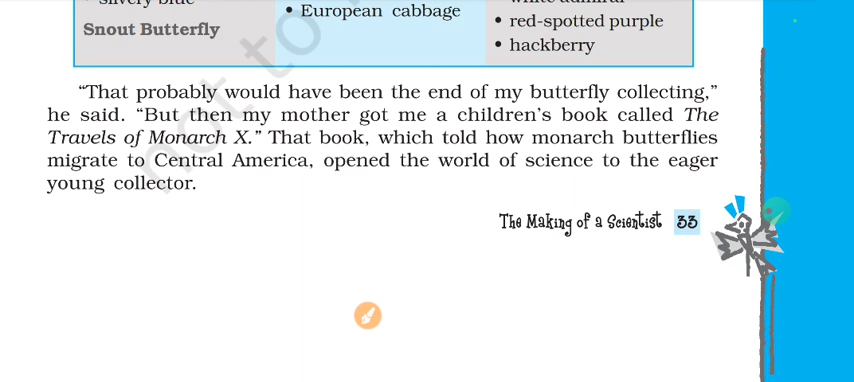 Snout Butterfly
• European cabbage
• red-spotted purple
• hackberry
“That probably would have been the end of my butterfly collecting,”
he said. “But then my mother got me a children’s book called The
Travels of Monarch X.” That book, which told how monarch butterflies
migrate to Central America, opened the world of science to the eager
young collector.
The Making of a Scientist 33
not to